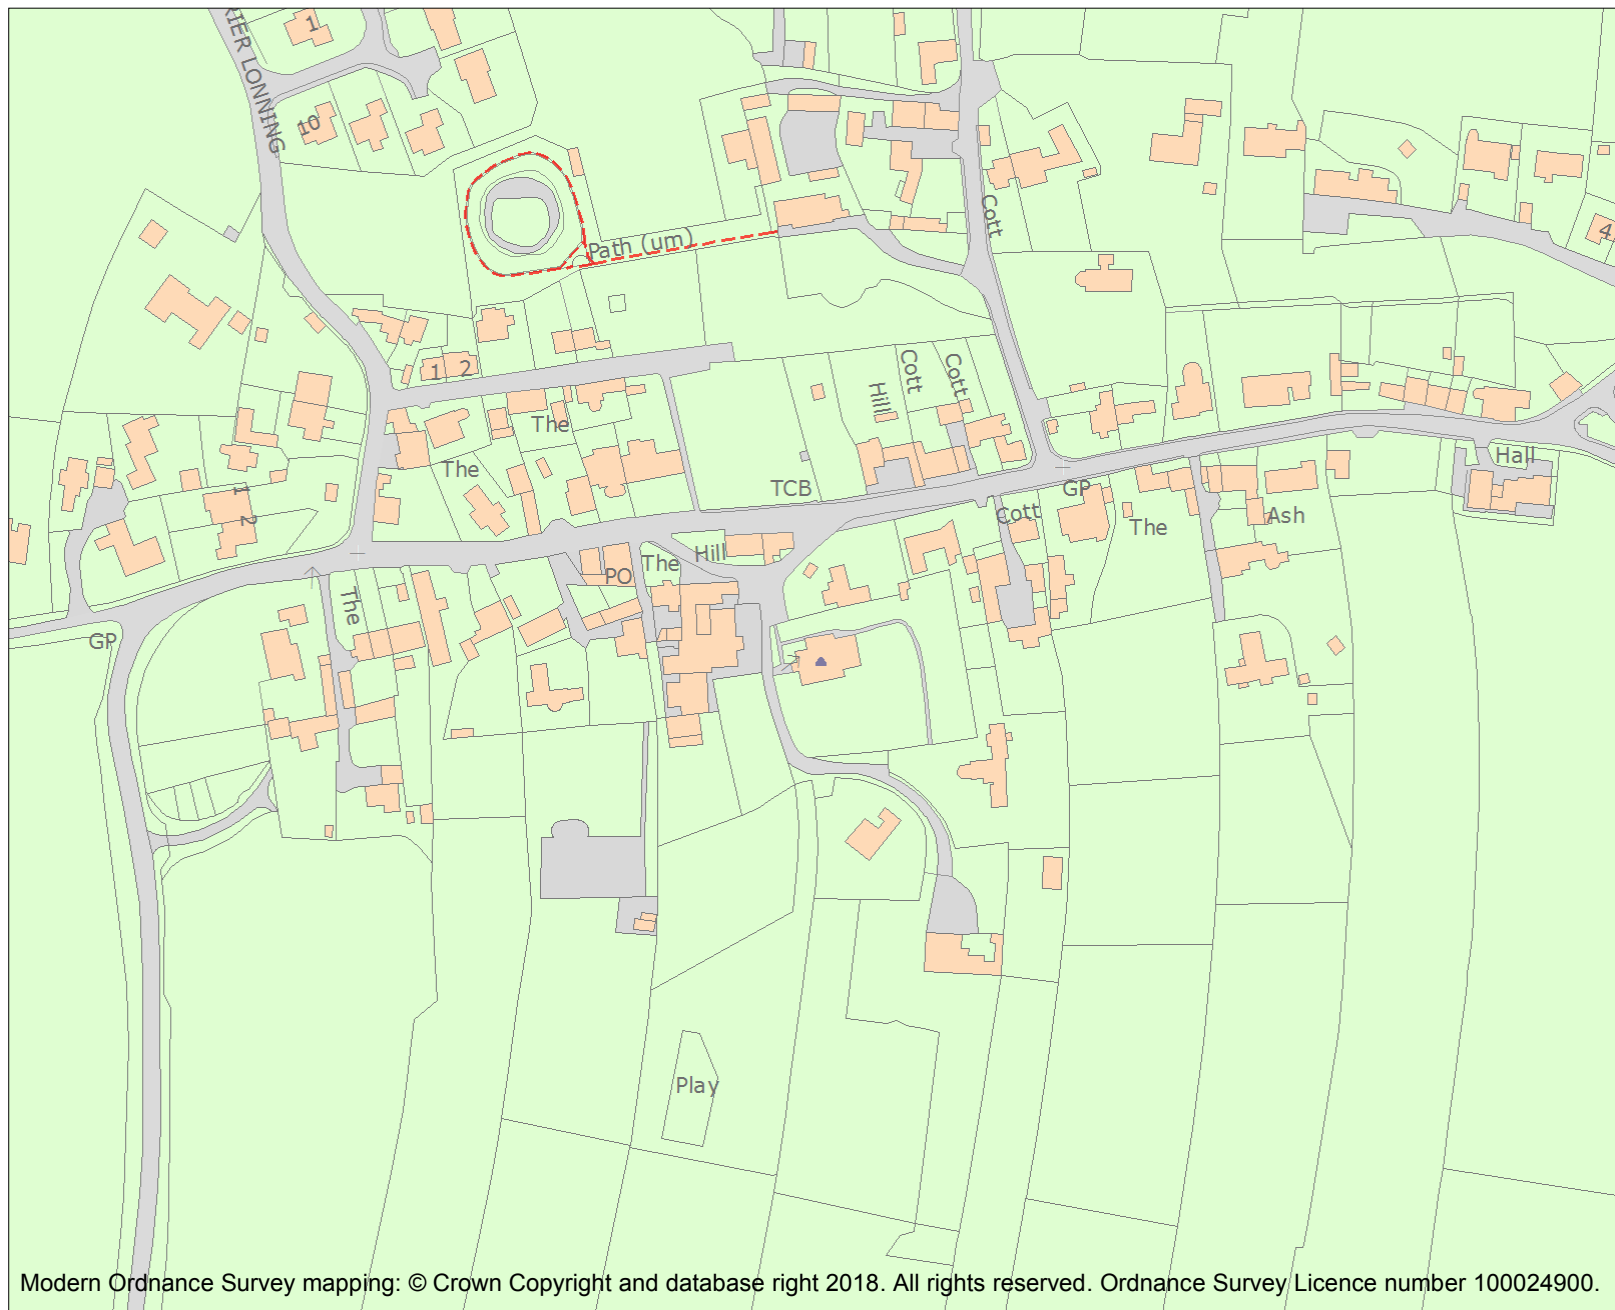 1
RIER LONNING
10
Cott
Path (um)
4
1 2
Cott
Cott
Hill
The
The
TCB
GP
Hall
1
2
Cott
The
Ash
Hill
The
PO
The
GP
Play
Modern Ordnance Survey mapping: © Crown Copyright and database right 2018. All rights reserved. Ordnance Survey Licence number 100024900.